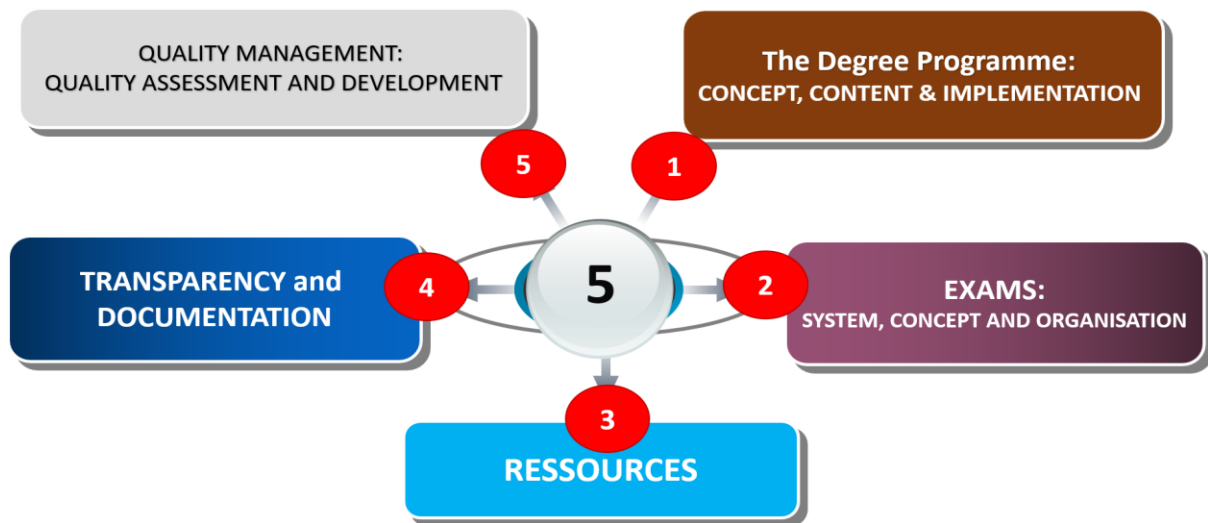 QUALITY MANAGEMENT:
QUALITY ASSESSMENT AND DEVELOPMENT
The Degree Programme:
CONCEPT, CONTENT & IMPLEMENTATION
5
1
TRANSPARENCY and
DOCUMENTATION
4
5
2
EXAMS:
SYSTEM, CONCEPT AND ORGANISATION
3
RESSOURCES